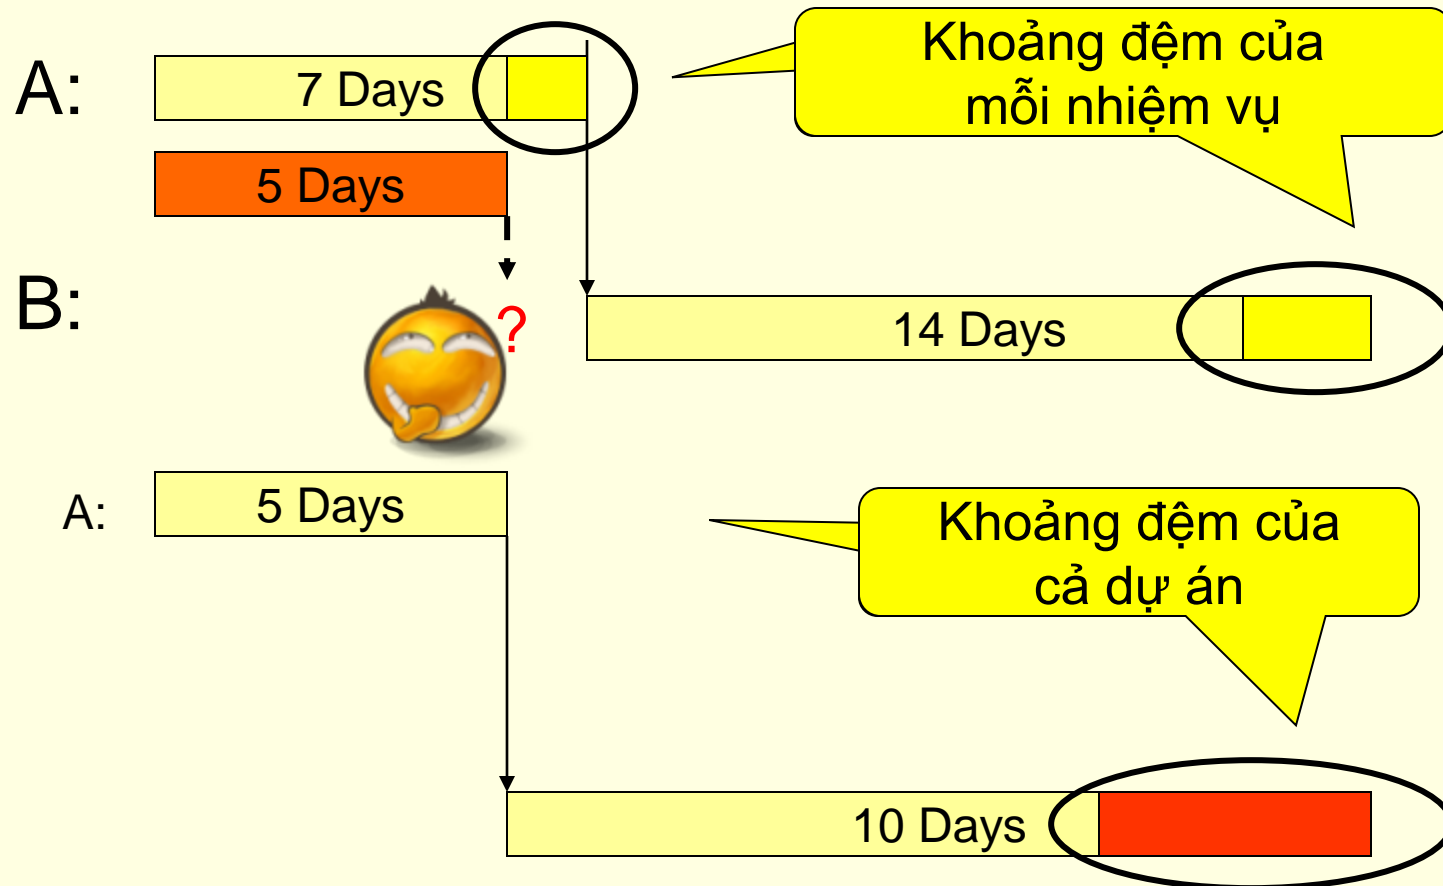 A:
7 Days
Khoảng đệm của
mỗi nhiệm vụ
5 Days
B:
?
14 Days
A:
5 Days
Khoảng đệm của
cả dự án
10 Days